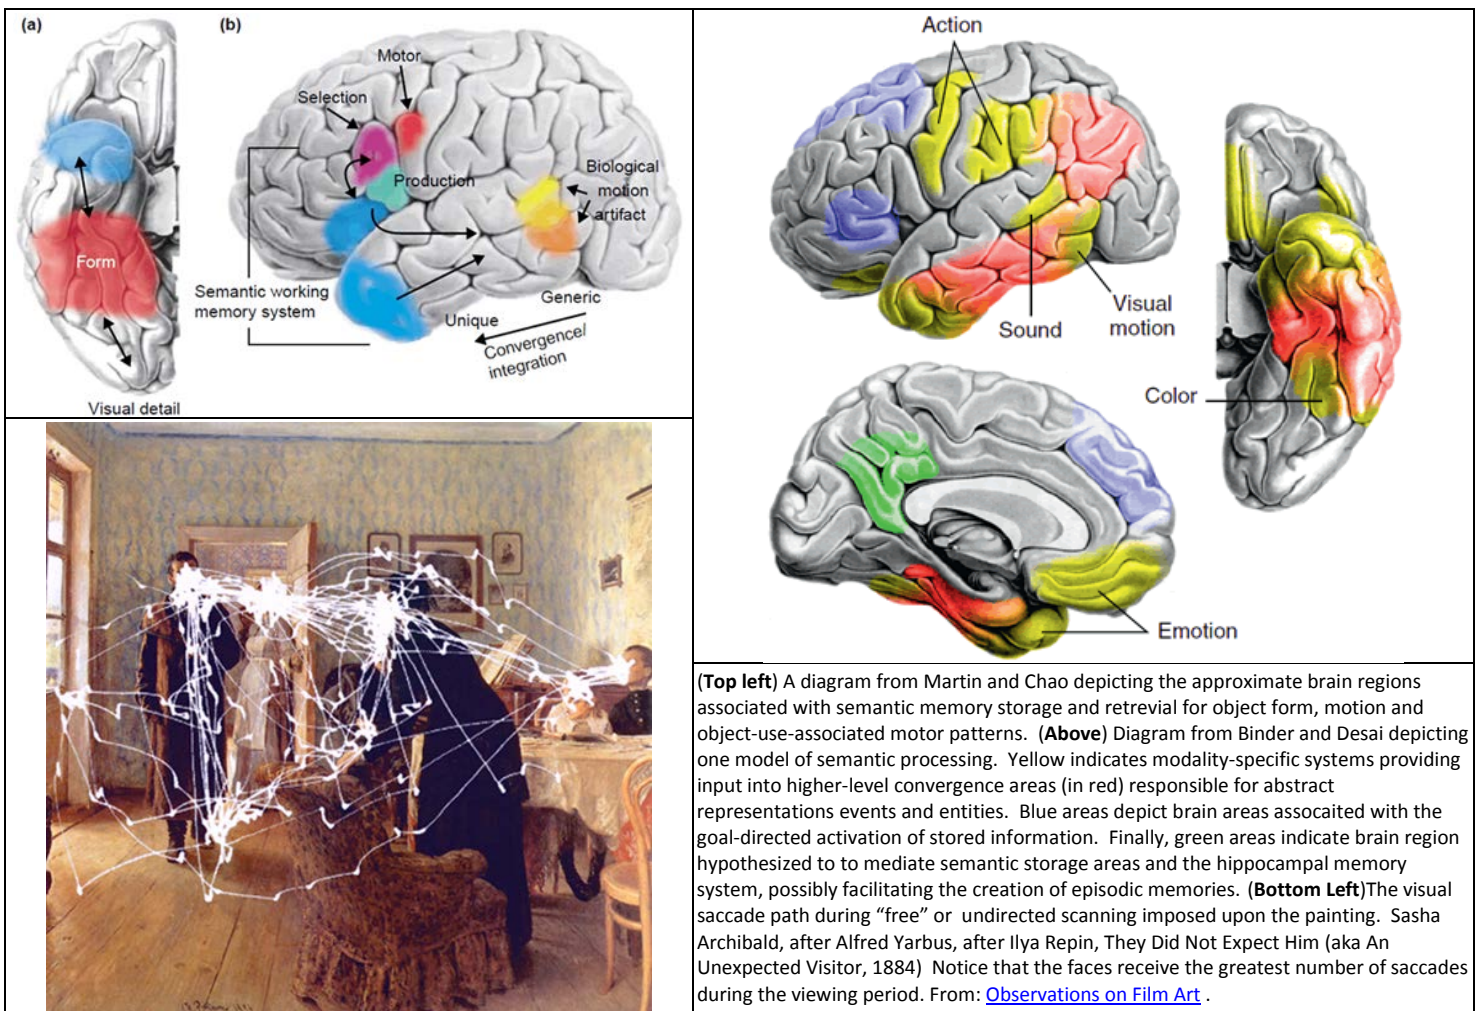 (a)
(b)
Motor
Selection
Production
Biological
motion
artifact
Form
Semantic working
memory system
Generic
Unique
Convergence/
integration
Visual detail
Action
Visual
motion
Sound
Color
Emotion
(Top left) A diagram from Martin and Chao depicting the approximate brain regions
associated with semantic memory storage and retrevial for object form, motion and
object-use-associated motor patterns. (Above) Diagram from Binder and Desai depicting
one model of semantic processing. Yellow indicates modality-specific systems providing
input into higher-level convergence areas (in red) responsible for abstract
representations events and entities. Blue areas depict brain areas assocaited with the
goal-directed activation of stored information. Finally, green areas indicate brain region
hypothesized to to mediate semantic storage areas and the hippocampal memory
system, possibly facilitating the creation of episodic memories. (Bottom Left)The visual
saccade path during “free” or undirected scanning imposed upon the painting. Sasha
Archibald, after Alfred Yarbus, after Ilya Repin, They Did Not Expect Him (aka An
Unexpected Visitor, 1884) Notice that the faces receive the greatest number of saccades
during the viewing period. From: Observations on Film Art .